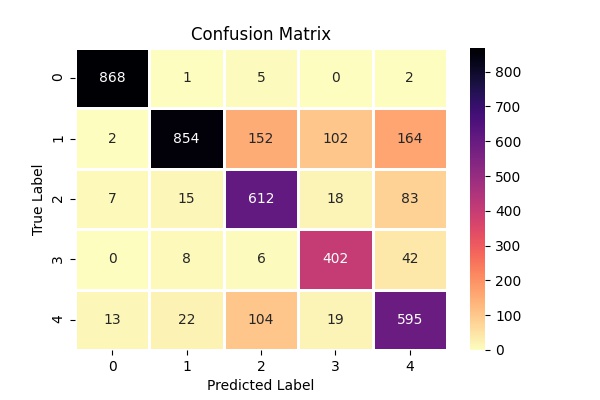 Confusion Matrix
0 868 1 5 0 2
1 2 854 152 102 164
2 7 15 612 18 83
3 0 8 6 402 42
4 13 22 104 19 595
0 1 2 3 4
True Label
Predicted Label
800
700
600
500
400
300
200
100
0